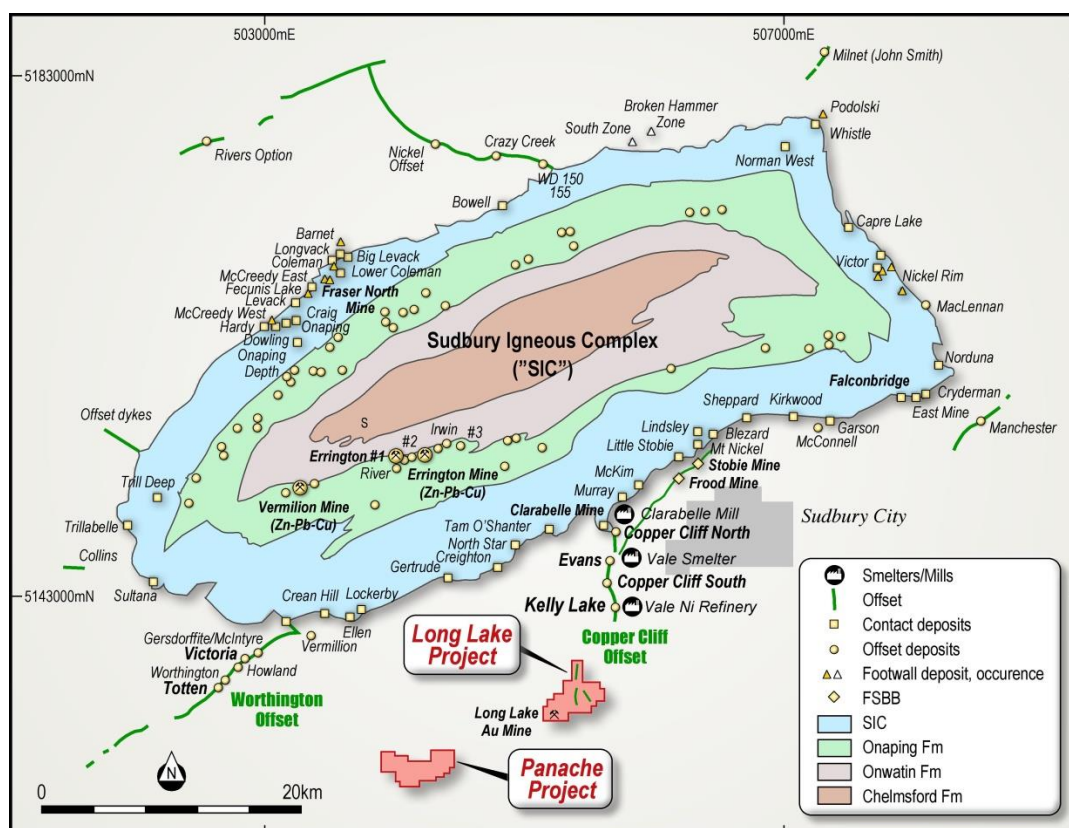 503000mE
507000mE
5183000mN
5143000mN
Milnet (John Smith)
Rivers Option
Nickel
Offset
Crazy Creek
WD 150
155
South Zone
Broken Hammer
Zone
Podolski
Whistle
Norman West
Bowell
Capre Lake
Victor
Nickel Rim
MacLennan
Norduna
Cryderman
East Mine
Falconbridge
Garson
Manchester
McConnell
Kirkwood
Sheppard
Barnet
Longvack
Coleman
Big Levack
Lower Coleman
McCreedy East
Fecunis Lake
Fraser North
Mine
Levack
McCreedy West
Hardy
Craig
Onaping
Dowling
Onaping
Depth
Sudbury Igneous Complex
("SIC")
Offset dykes
S
Irwin
#2
#3
Errington #1
River
Errington Mine
(Zn-Pb-Cu)
Vermilion Mine
(Zn-Pb-Cu)
Lindsley
Little Stobie
Blezard
Mt Nickel
Stobie Mine
Frood Mine
McKim
Murray
Clarabelle Mine
Clarabelle Mill
Copper Cliff North
Sudbury City
Evans
Vale Smelter
Copper Cliff South
Kelly Lake
Vale Ni Refinery
Copper Cliff
Offset
Trill Deep
Trillabelle
Collins
Sultana
Tam O'Shanter
North Star
Creighton
Gertrude
Lockerby
Crean Hill
Ellen
Vermillion
Gersdorffite/McIntyre
Victoria
Howland
Worthington
Totten
Worthington
Offset
Long Lake
Project
Long Lake
Au Mine
Panache
Project
N
0
20km
Smelters/Mills
Offset
Contact deposits
Offset deposits
Footwall deposit, occurence
FSBB
SIC
Onaping Fm
Onwatin Fm
Chelmsford Fm